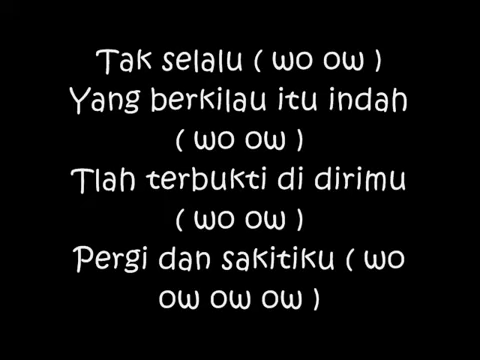 Tak selalu ( wo ow )
Yang berkilau itu indah
( wo ow )
Tlah terbukti di dirimu
( wo ow )
Pergi dan sakitiku ( wo
ow ow ow )